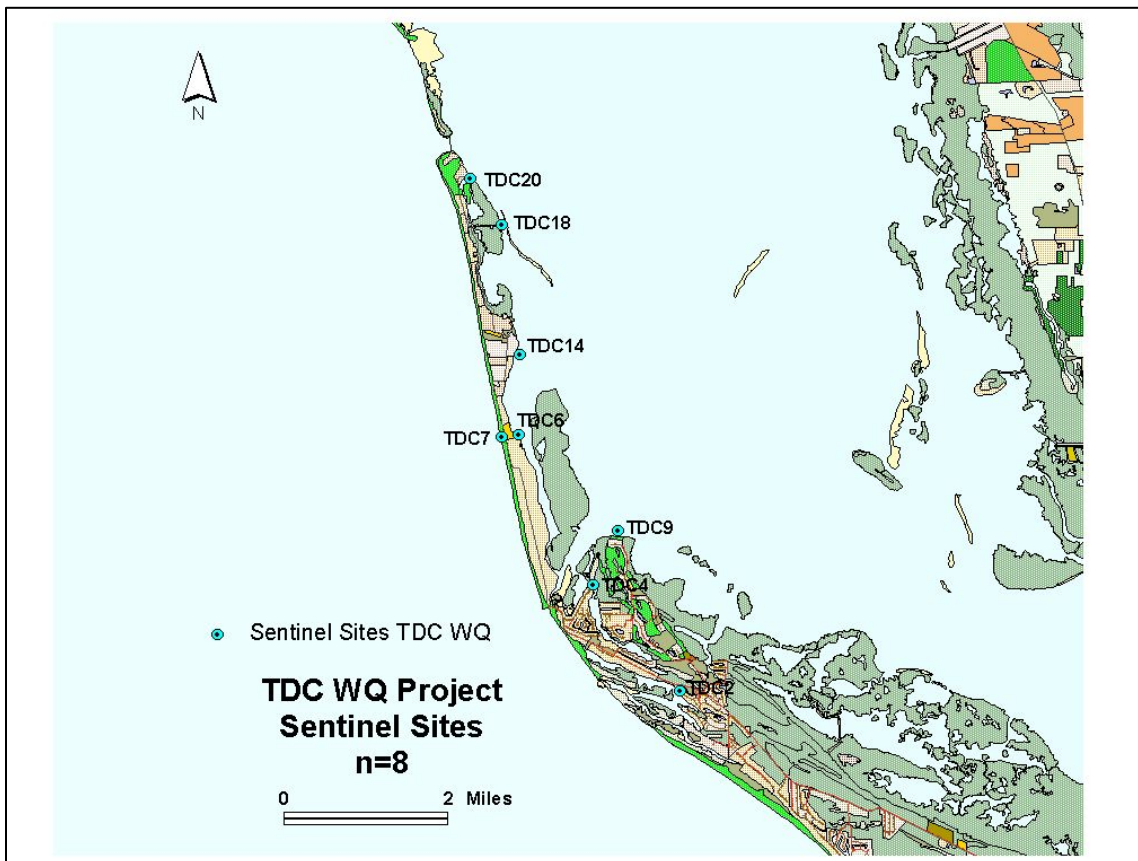 N
TDC20
TDC18
TDC14
TDC6
TDC7
TDC9
TDC4
TDC2
Sentinel Sites TDC WQ
TDC WQ Project
Sentinel Sites
n=8
0 2 Miles